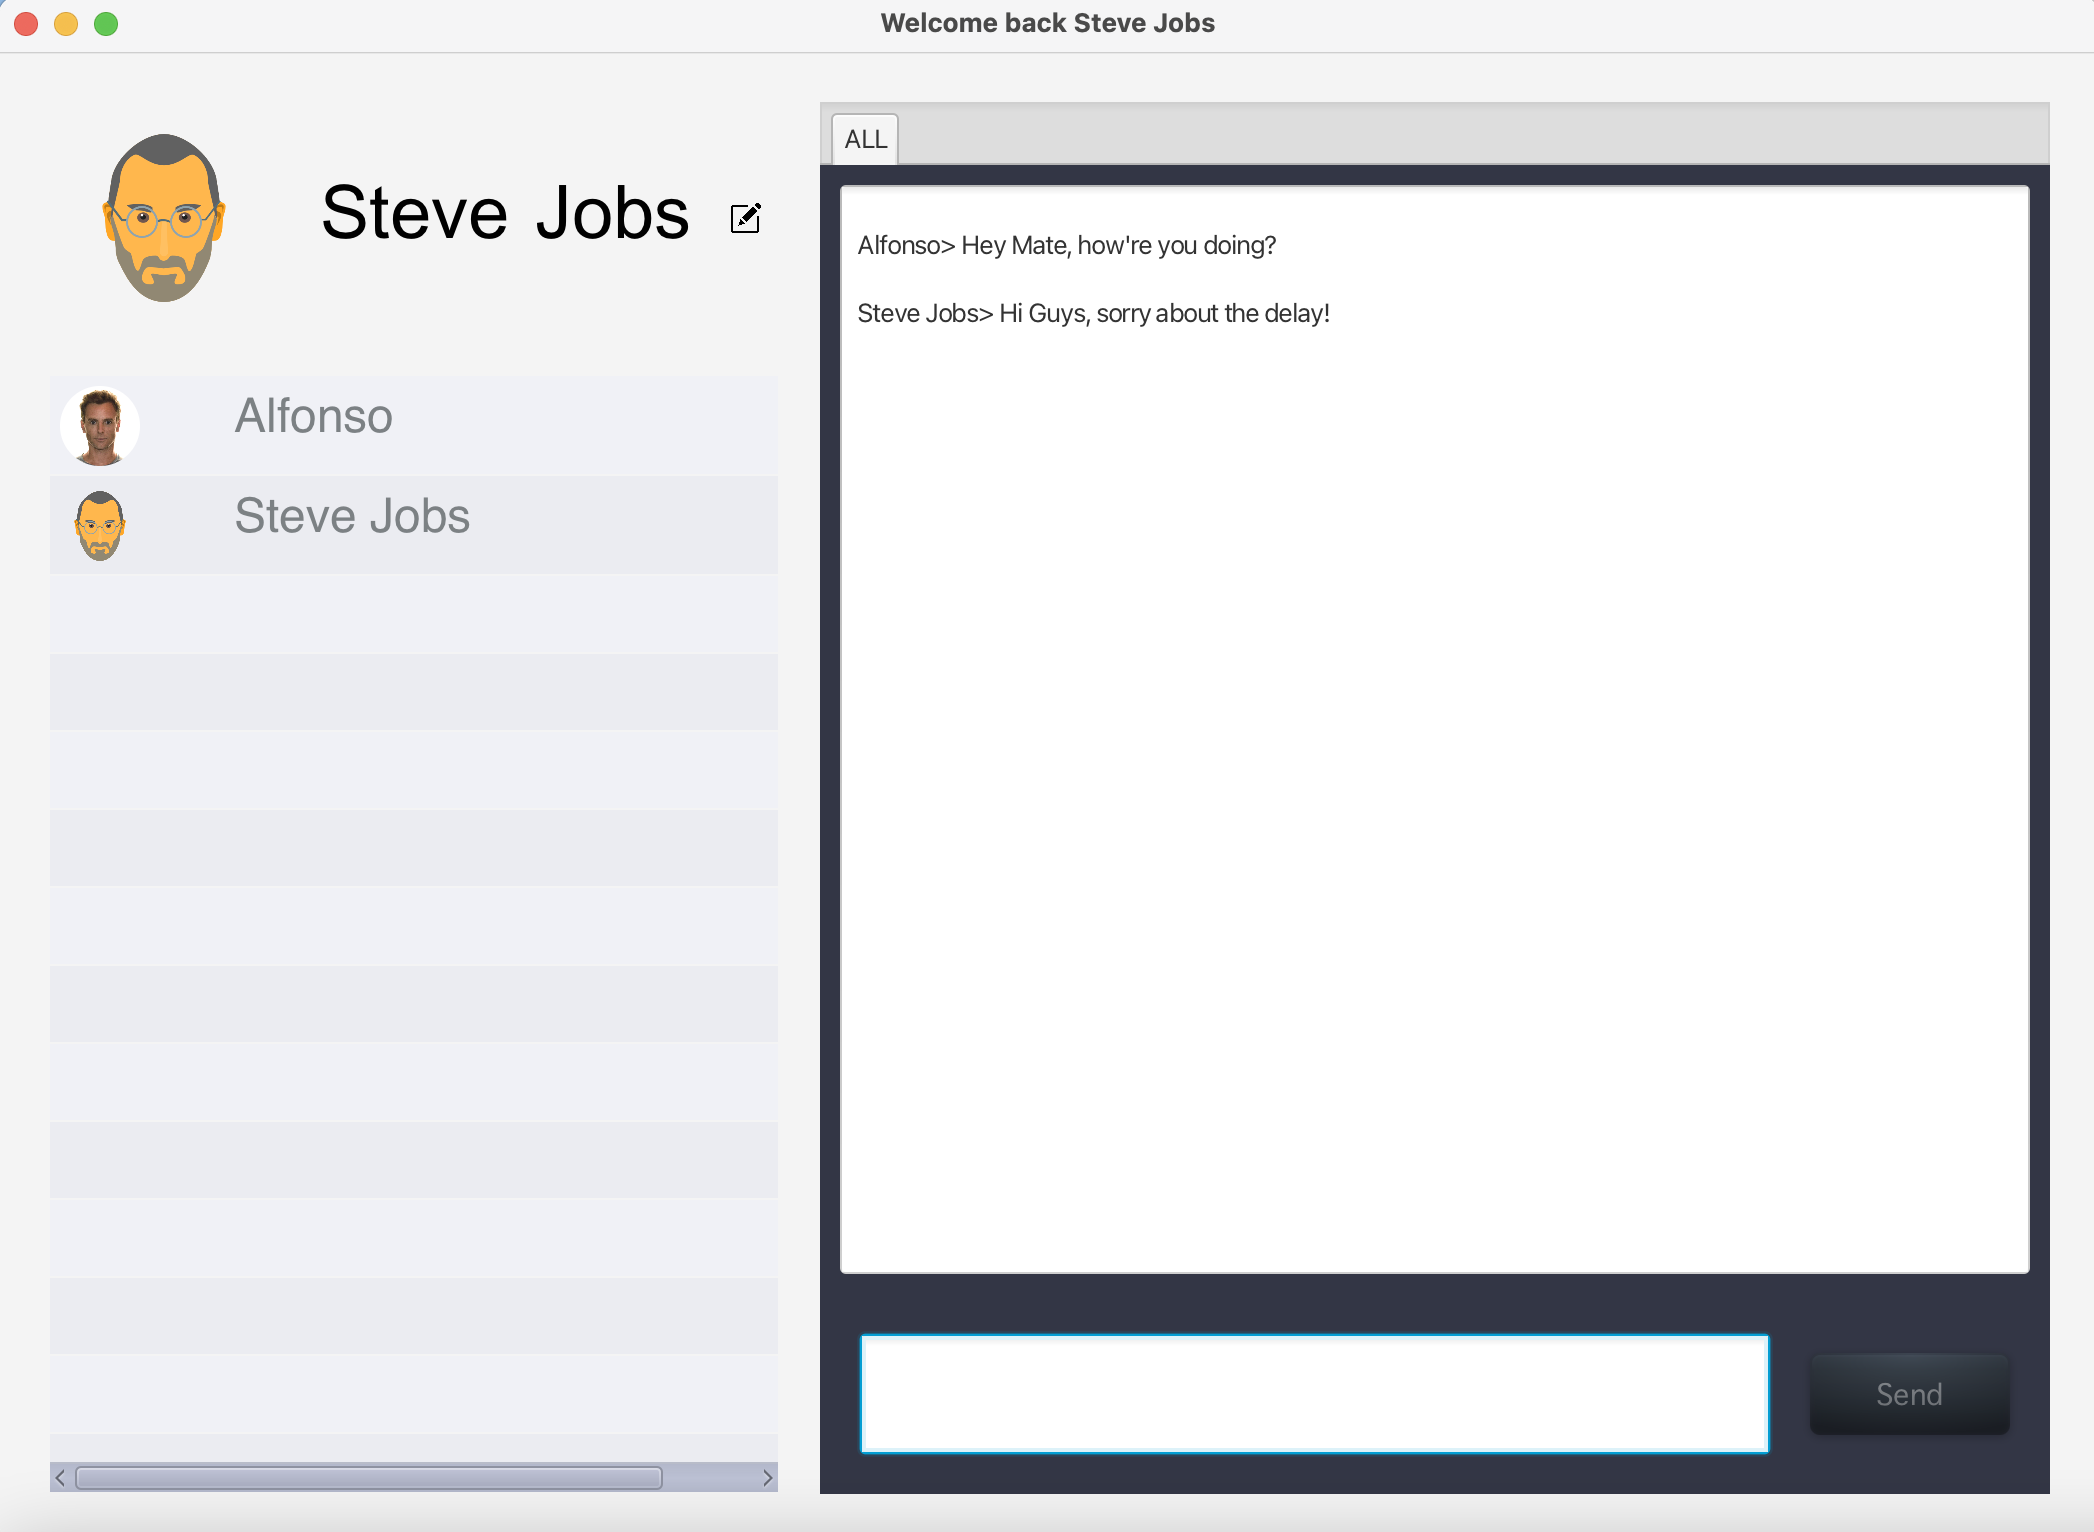 Welcome back Steve Jobs
Steve Jobs
Alfonso
Steve Jobs
ALL
Alfonso> Hey Mate, how're you doing?
Steve Jobs> Hi Guys, sorry about the delay!
Send